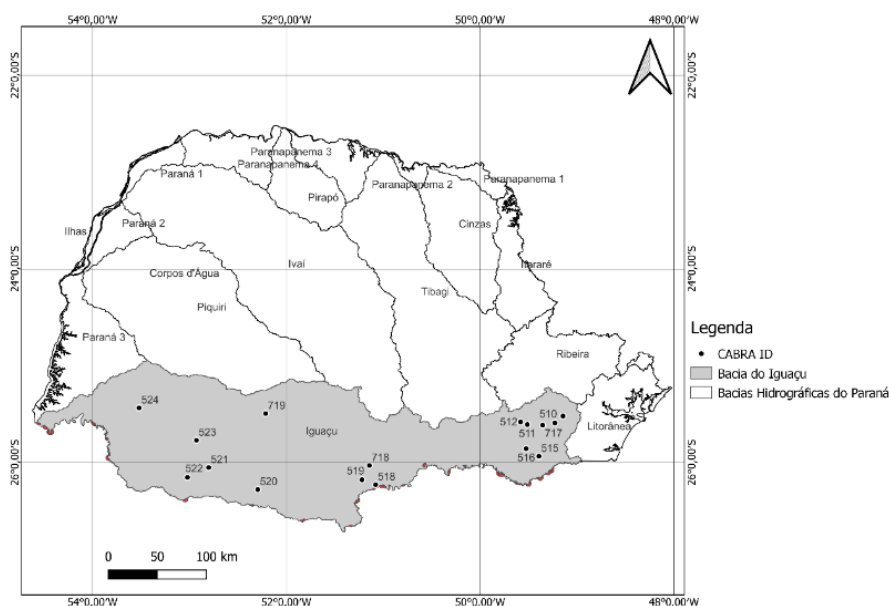 54°0,00'W 52°0,00'W 50°0,00'W 48°0,00'W
22°0,00'S 22°0,00'S
Paranapanema 3
Paranapanema 4
Paraná 1
Paranapanema 2
Paranapanema 1
Pirapó
Cinzas
Ilhas
Paraná 2
Ivaí
Itararé
24°0,00'S 24°0,00'S
Corpos d'Água
Tibagi
Piquiri
Paraná 3
Ribeira
Legenda
CABRA ID
Bacia do Iguaçu
Bacias Hidrográficas do Paraná
524
719
512
510
511
717
Litorânea
Iguaçu
523
516
515
26°0,00'S 26°0,00'S
521
718
522
519
518
520
0 50 100 km
54°0,00'W 52°0,00'W 50°0,00'W 48°0,00'W